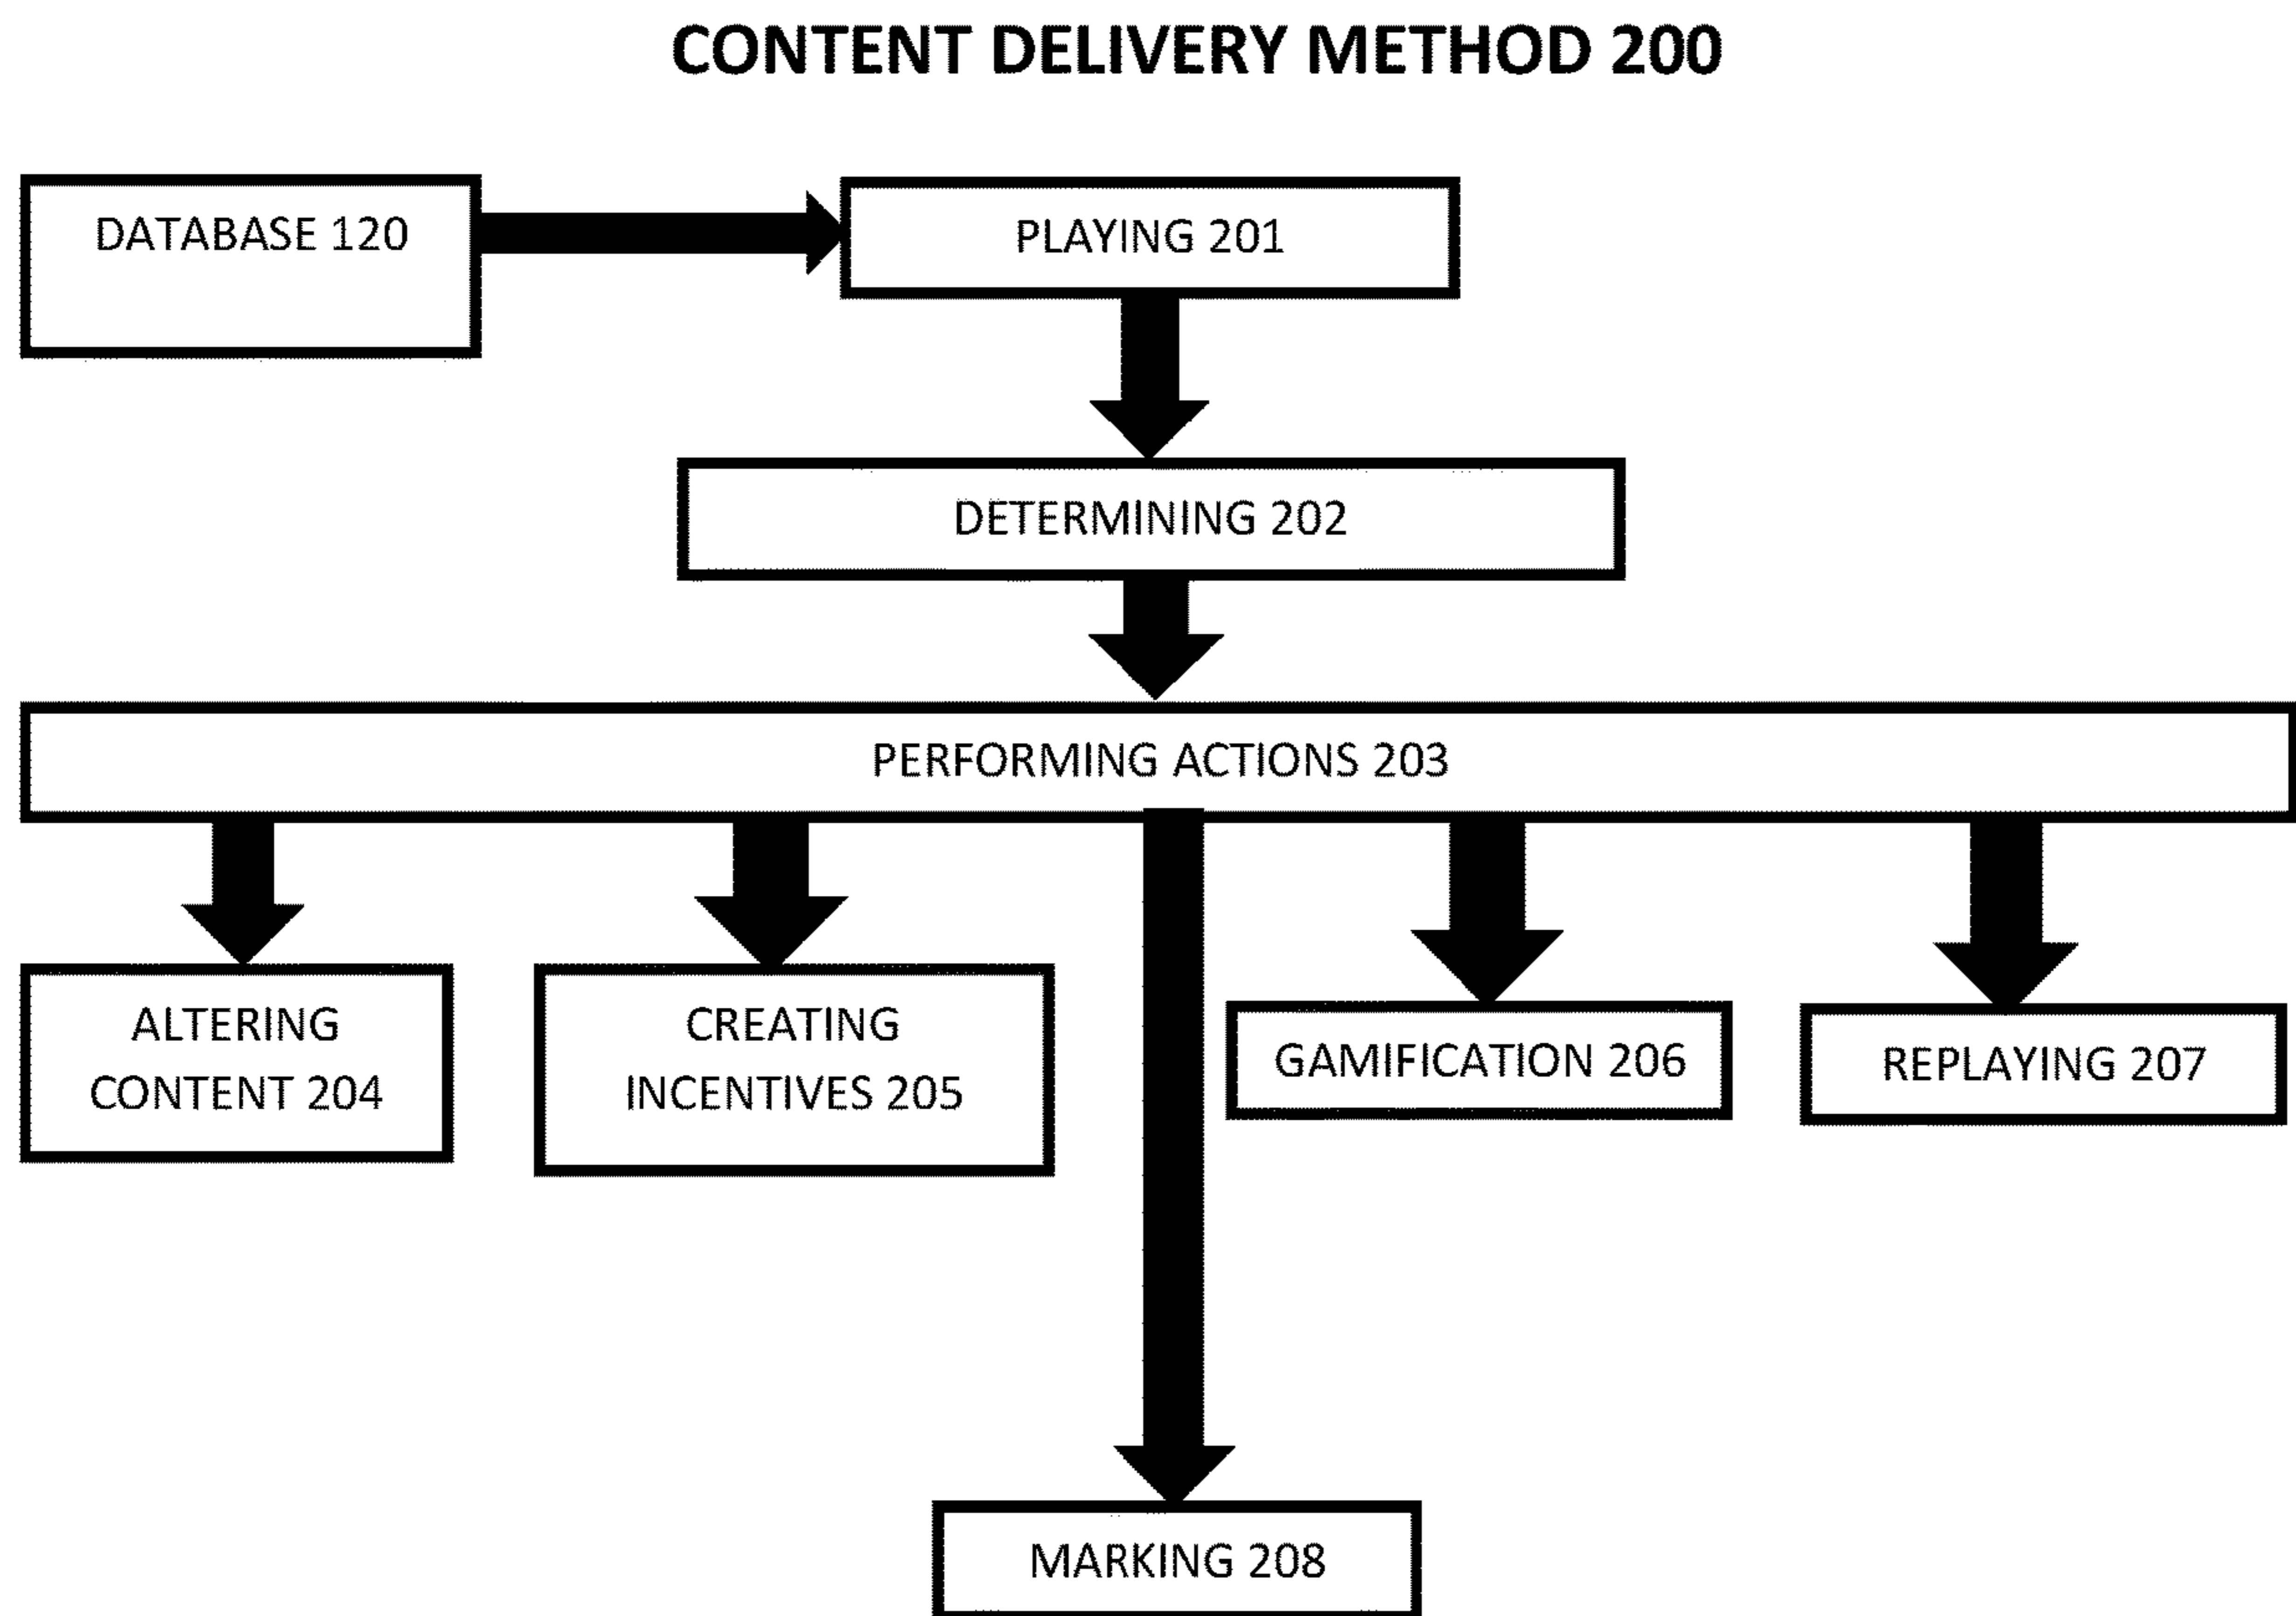 CONTENT DELIVERY METHOD 200
DATABASE 120
PLAYING 201
DETERMINING 202
PERFORMING ACTIONS 203
ALTERING
CONTENT 204
CREATING
INCENTIVES 205
GAMIFICATION 206
REPLAYING 207
MARKING 208